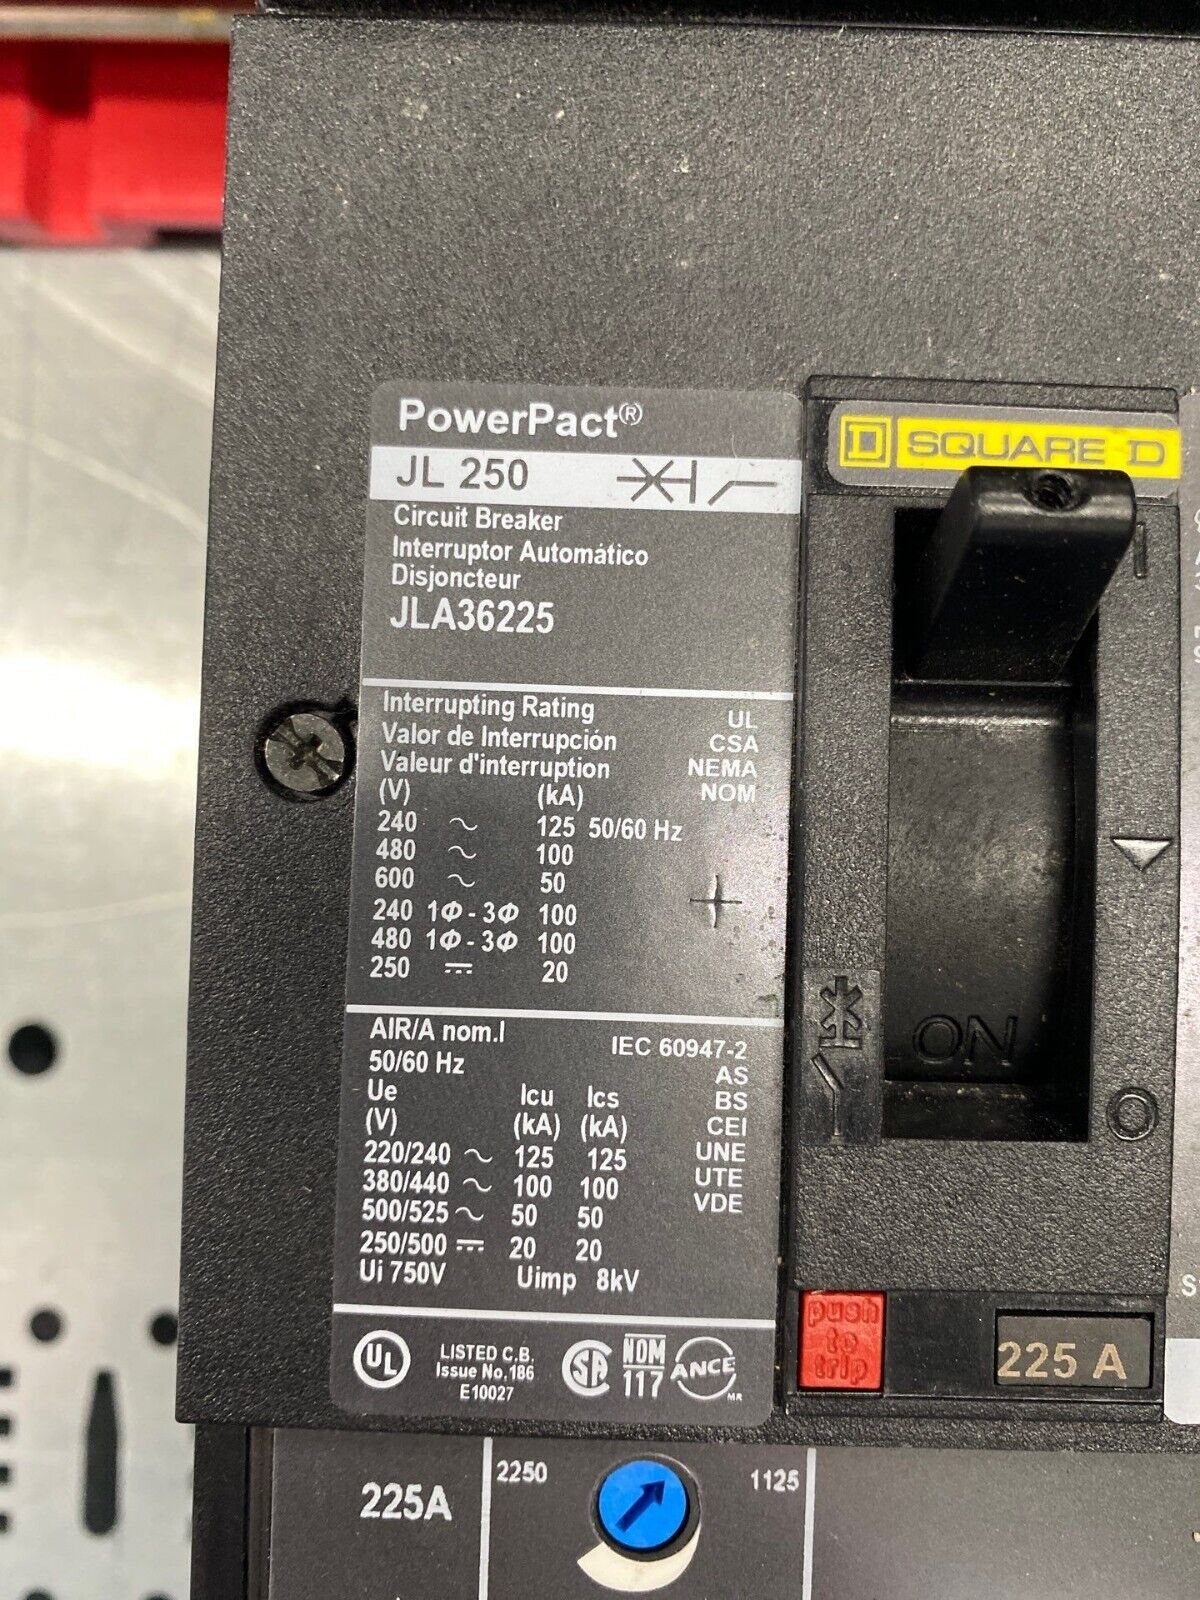 PowerPact®
JL 250
Circuit Breaker
Interruptor Automático
Disjoncteur
JLA36225
Interrupting Rating
Valor de Interrupción
Valeur d'interruption
UL
CSA
NEMA
NOM
(V) (kA)
240 ~ 125 50/60 Hz
480 ~ 100
600 ~ 50
240 1Φ - 3Φ 100
480 1Φ - 3Φ 100
250 ⎓ 20
AIR/A nom.I
50/60 Hz
IEC 60947-2
AS
BS
CEI
UNE
UTE
VDE
Ue Icu Ics
(V) (kA) (kA)
220/240 ~ 125 125
380/440 ~ 100 100
500/525 ~ 50 50
250/500 ⎓ 20 20
Ui 750V Uimp 8kV
UL
LISTED C.B.
Issue No.186
E10027
SA
NOM
117
ANCE
MR
D SQUARE D
I
ON
O
push
to
trip
225 A
225A
2250
1125